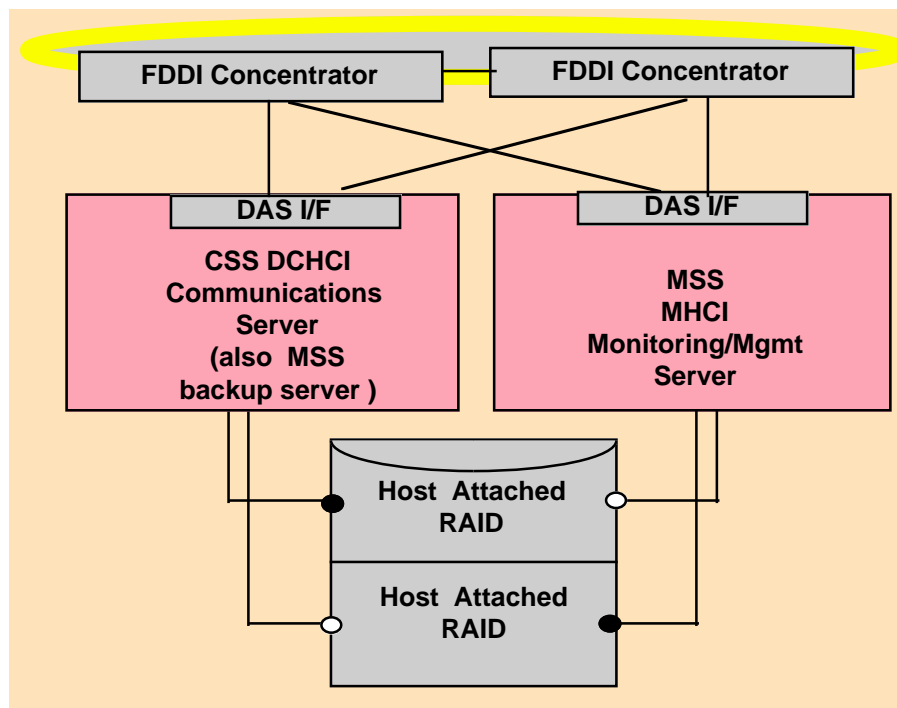 FDDI Concentrator
FDDI Concentrator
DAS I/F
DAS I/F
CSS DCHCI
Communications
Server
(also MSS
backup server )
MSS
MHCI
Monitoring/Mgmt
Server
Host Attached
RAID
Host Attached
RAID